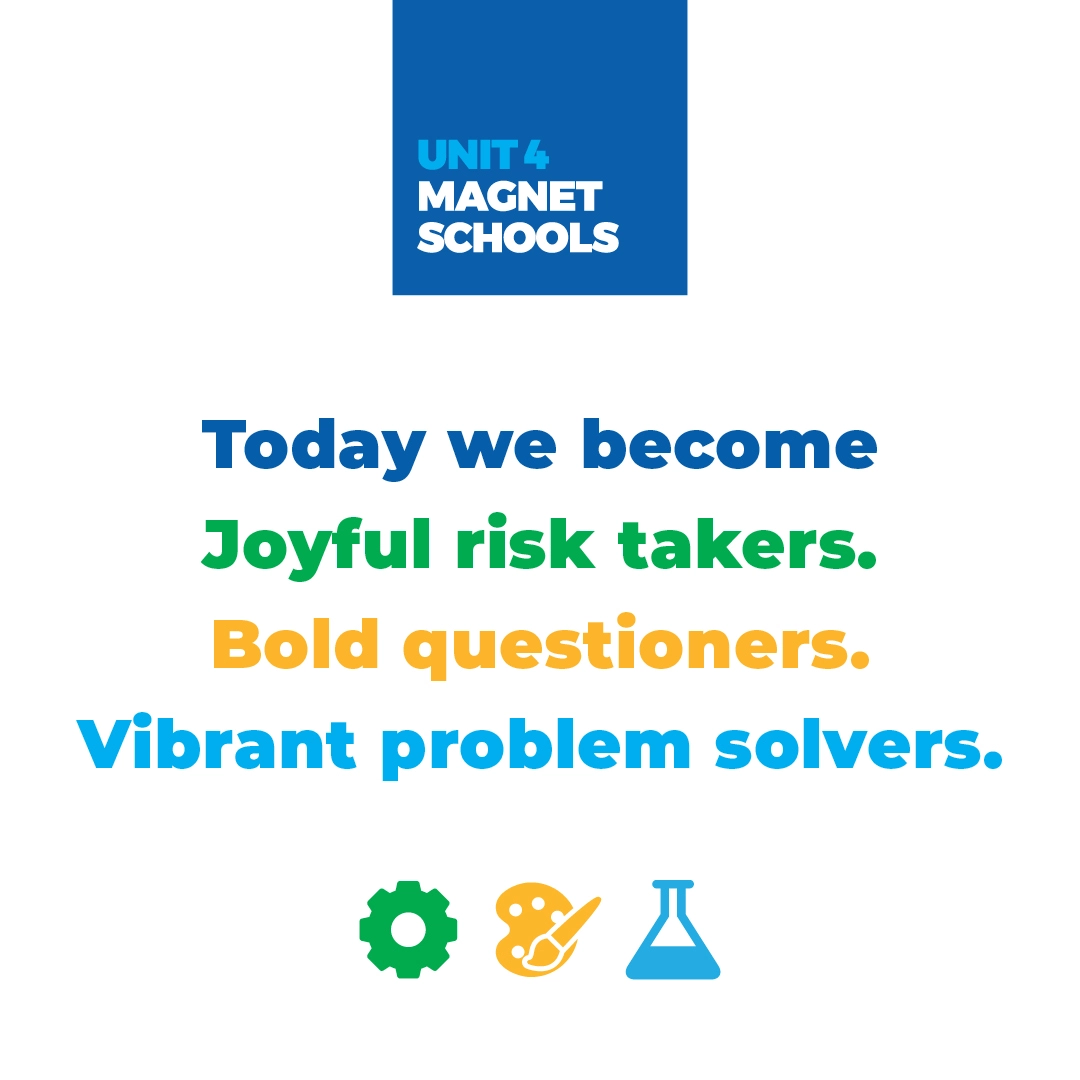 UNIT 4
MAGNET
SCHOOLS
Today we become
Joyful risk takers.
Bold questioners.
Vibrant problem solvers.